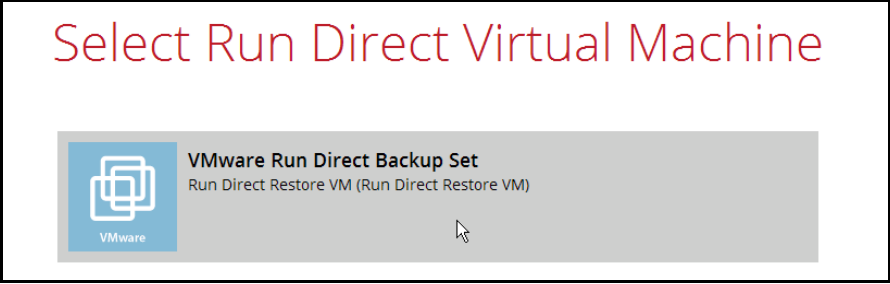 Select Run Direct Virtual Machine
VMware Run Direct Backup Set
Run Direct Restore VM (Run Direct Restore VM)
VMware